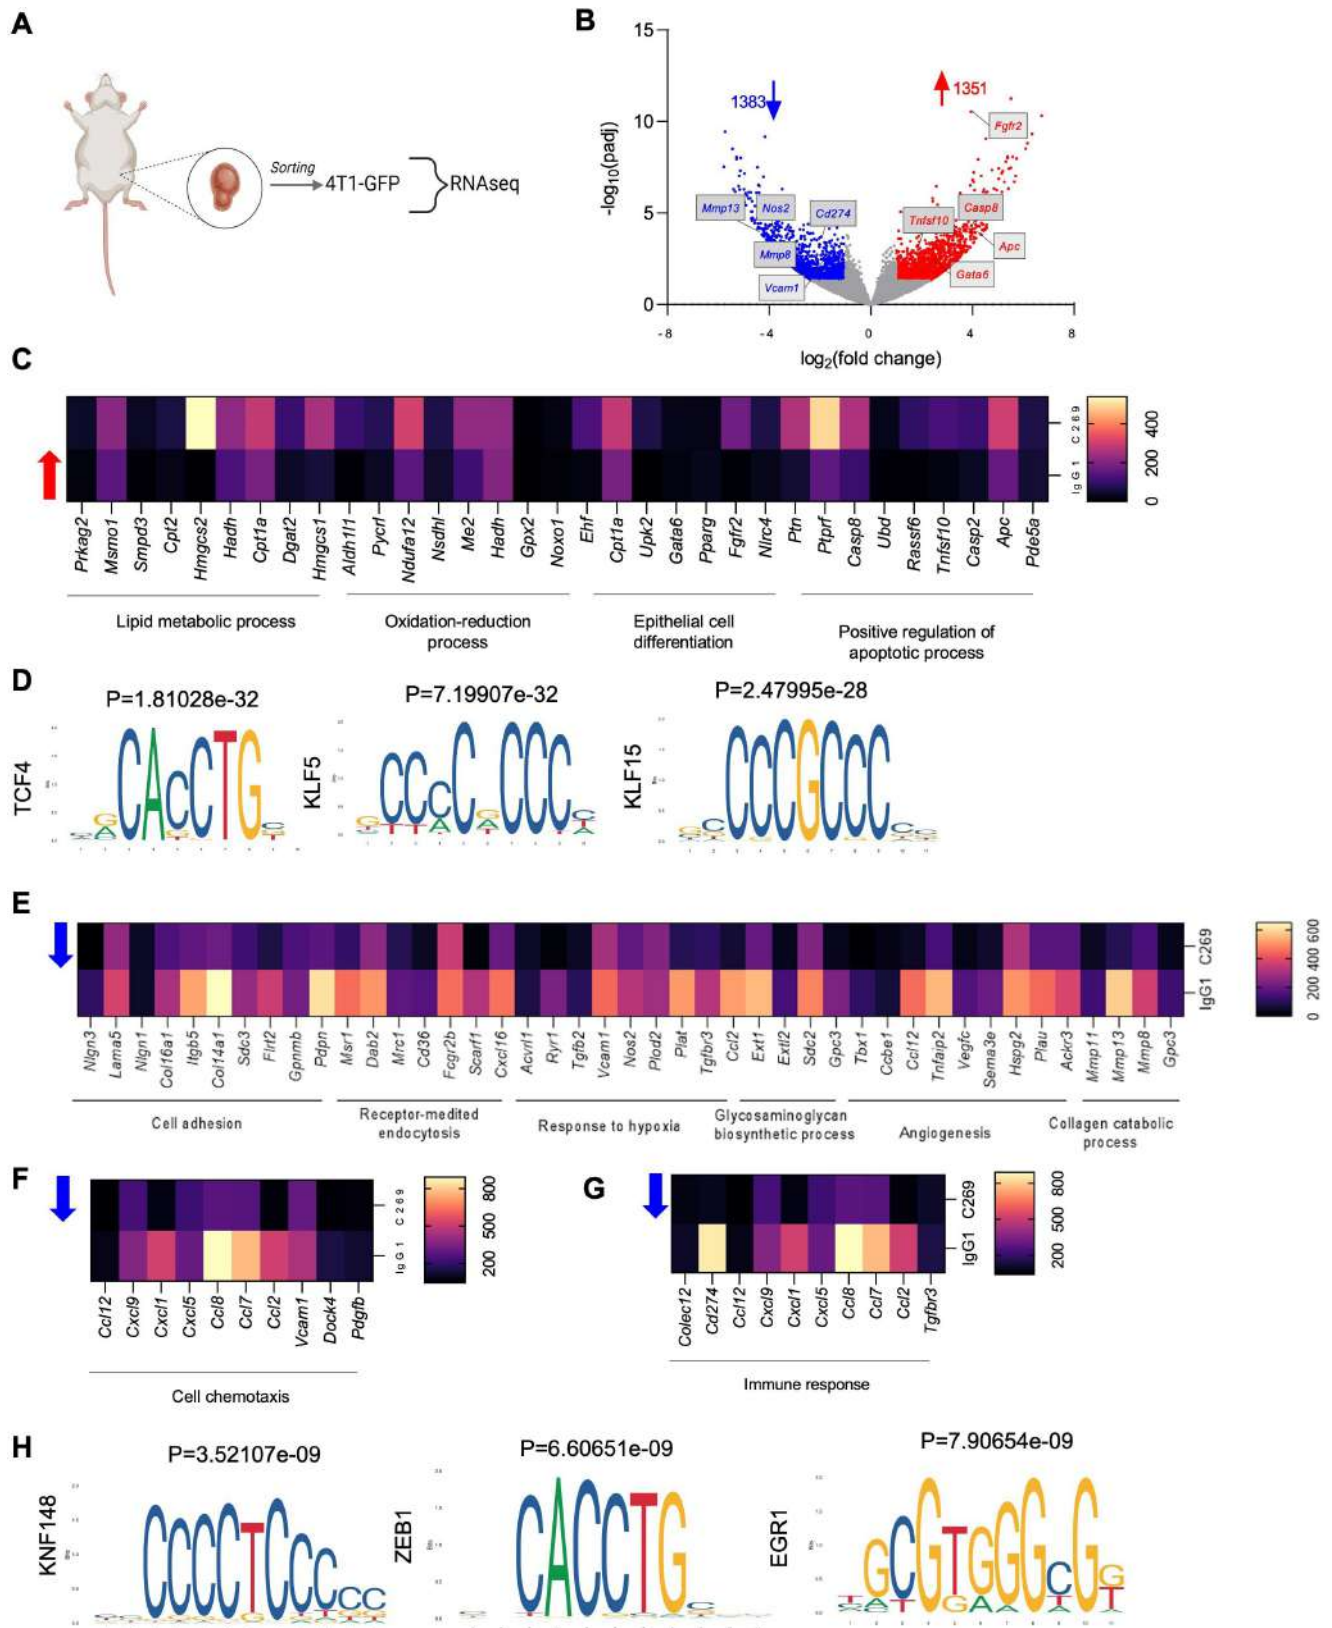 A
Sorting
4T1-GFP
RNAseq
B
15
10
5
0
-log10(padj)
1383
1351
Fgfr2
Mmp13
Nos2
Cd274
Mmp8
Vcam1
Tnfsf10
Casp8
Apc
Gata6
-8
-4
0
4
8
log2(fold change)
C
C269
IgG1
400
200
0
Prkag2
Msmo1
Smpd3
Cpt2
Hmgcs2
Hadh
Cpt1a
Dgat2
Hmgcs1
Aldh1l1
Pycrl
Ndufa12
Nsdhl
Me2
Hadh
Gpx2
Noxo1
Ehf
Cpt1a
Upk2
Gata6
Pparg
Fgfr2
Nlrc4
Ptn
Ptprf
Casp8
Ubd
Rassf6
Tnfsf10
Casp2
Apc
Pde5a
Lipid metabolic process
Oxidation-reduction
process
Epithelial cell
differentiation
Positive regulation of
apoptotic process
D
P=1.81028e-32
P=7.19907e-32
P=2.47995e-28
TCF4
KLF5
KLF15
E
C269
IgG1
600
400
200
0
Nlgn3
Lama5
Nlgn1
Col16a1
Itgb5
Col14a1
Sdc3
Flrt2
Gpnmb
Pdpn
Msr1
Dab2
Mrc1
Cd36
Fcgr2b
Scarf1
Cxcl16
Acvrl1
Ryr1
Tgfb2
Vcam1
Nos2
Plod2
Plat
Tgfbr3
Ccl2
Ext1
Extl2
Sdc2
Gpc3
Tbx1
Ccbe1
Ccl12
Tnfaip2
Vegfc
Sema3e
Hspg2
Plau
Ackr3
Mmp11
Mmp13
Mmp8
Gpc3
Cell adhesion
Receptor-medited
endocytosis
Response to hypoxia
Glycosaminoglycan
biosynthetic process
Angiogenesis
Collagen catabolic
process
F
C269
IgG1
800
500
200
Ccl12
Cxcl9
Cxcl1
Cxcl5
Ccl8
Ccl7
Ccl2
Vcam1
Dock4
Pdgfb
Cell chemotaxis
G
C269
IgG1
800
500
200
Colec12
Cd274
Ccl12
Cxcl9
Cxcl1
Cxcl5
Ccl8
Ccl7
Ccl2
Tgfbr3
Immune response
H
P=3.52107e-09
P=6.60651e-09
P=7.90654e-09
KNF148
ZEB1
EGR1